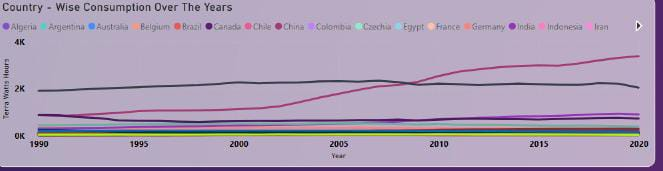 Country - Wise Consumption Over The Years
Algeria Argentina Australia Belgium Brazil Canada Chile China Colombia Czechia Egypt France Germany India Indonesia Iran
4K
2K
0K
Terra Watts Hours
1990 1995 2000 2005 2010 2015 2020
Year